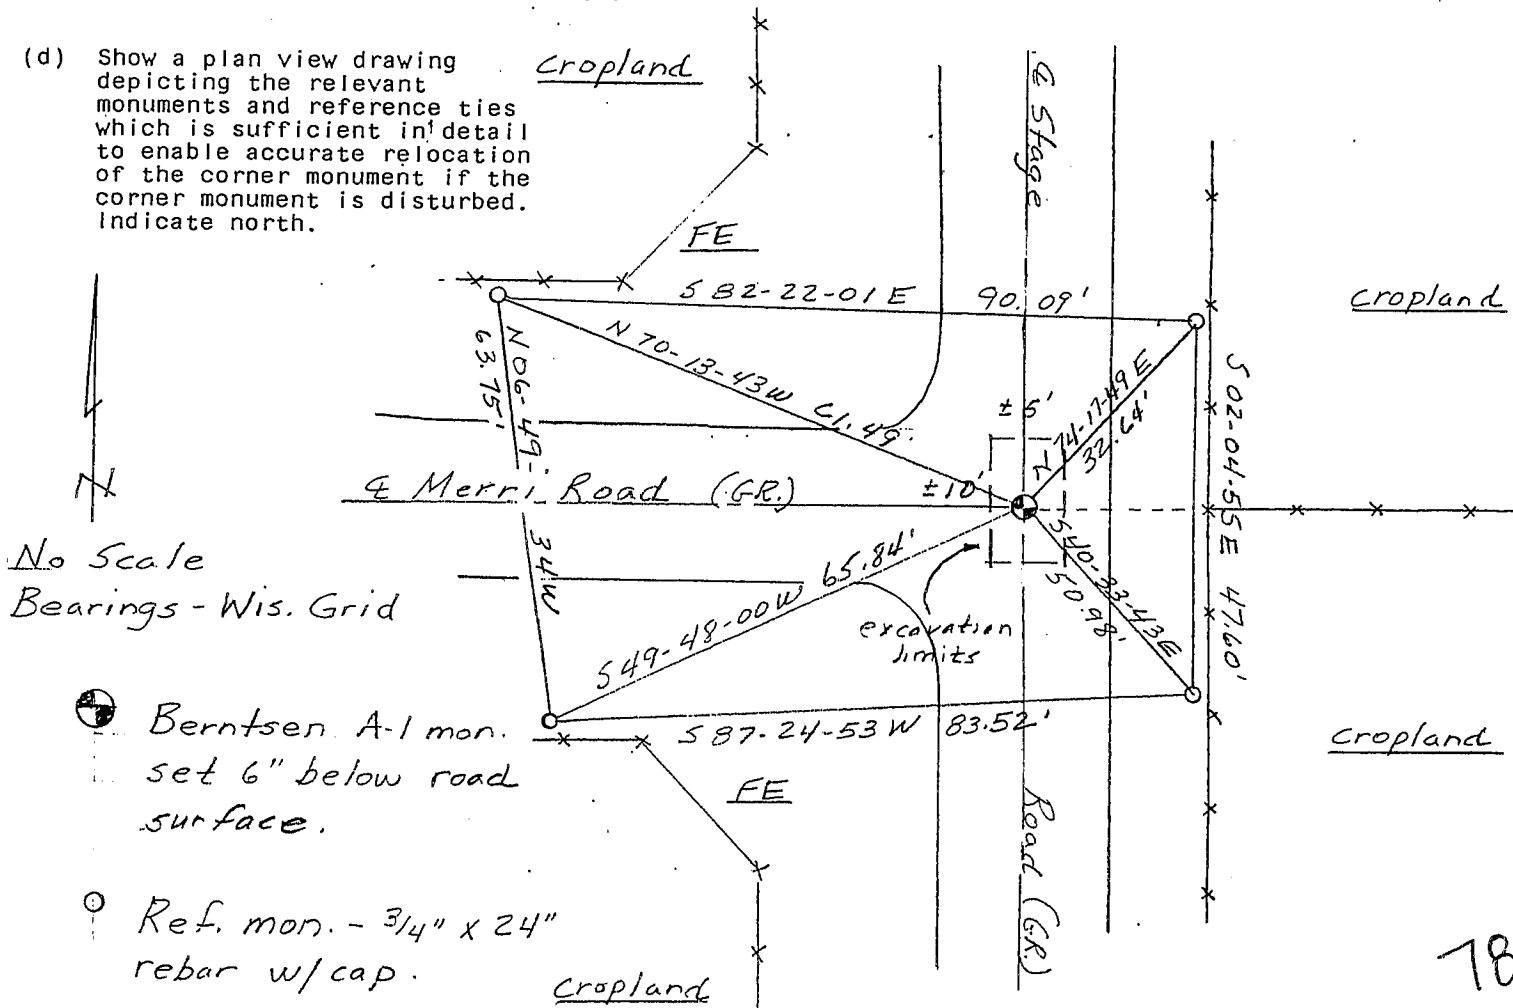 (d) Show a plan view drawing
depicting the relevant
monuments and reference ties
which is sufficient in detail
to enable accurate relocation
of the corner monument if the
corner monument is disturbed.
Indicate north.
Cropland
℄ Stage
FE
S 82-22-01 E 90.09'
Cropland
N 70-13-43 W 61.49
N 06-49-34 W
63.75'
± 5'
N 74-17-49 E
32.64'
S 02-04-55 E 47.60'
℄ Merri Road (GR.)
± 10'
N
No Scale
Bearings - Wis. Grid
S 49-48-00 W 65.84'
S 40-33-43 E
50.98'
excavation
limits
S 87-24-53 W 83.52'
Berntsen A-1 mon.
set 6" below road
surface.
Cropland
FE
Road (GR.)
Ref. mon. - 3/4" x 24"
rebar w/cap.
Cropland
78